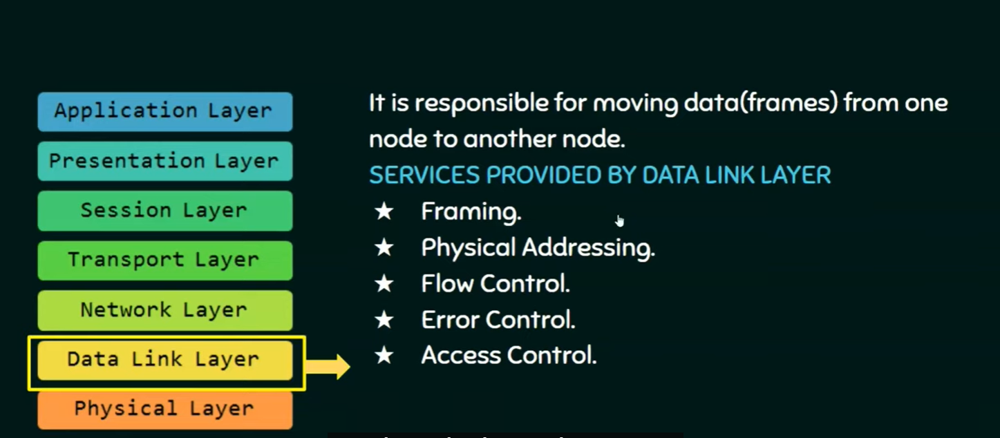 Application Layer
Presentation Layer
Session Layer
Transport Layer
Network Layer
Data Link Layer
Physical Layer
It is responsible for moving data(frames) from one
node to another node.
SERVICES PROVIDED BY DATA LINK LAYER
★ Framing.
★ Physical Addressing.
★ Flow Control.
★ Error Control.
★ Access Control.